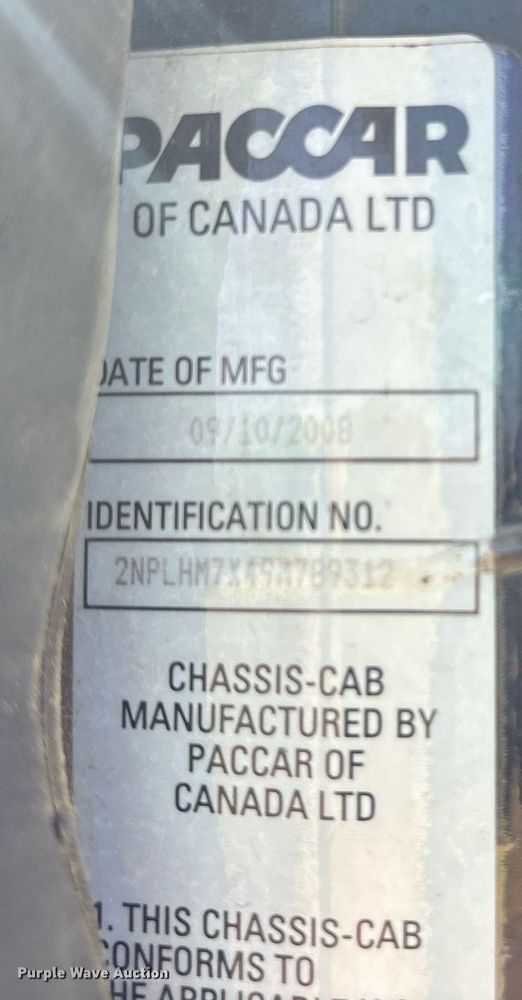 PACCAR
OF CANADA LTD
DATE OF MFG
09/10/2008
IDENTIFICATION NO.
2NPLHM7X49M789312
CHASSIS-CAB
MANUFACTURED BY
PACCAR OF
CANADA LTD
1. THIS CHASSIS-CAB
CONFORMS TO
Purple Wave Auction